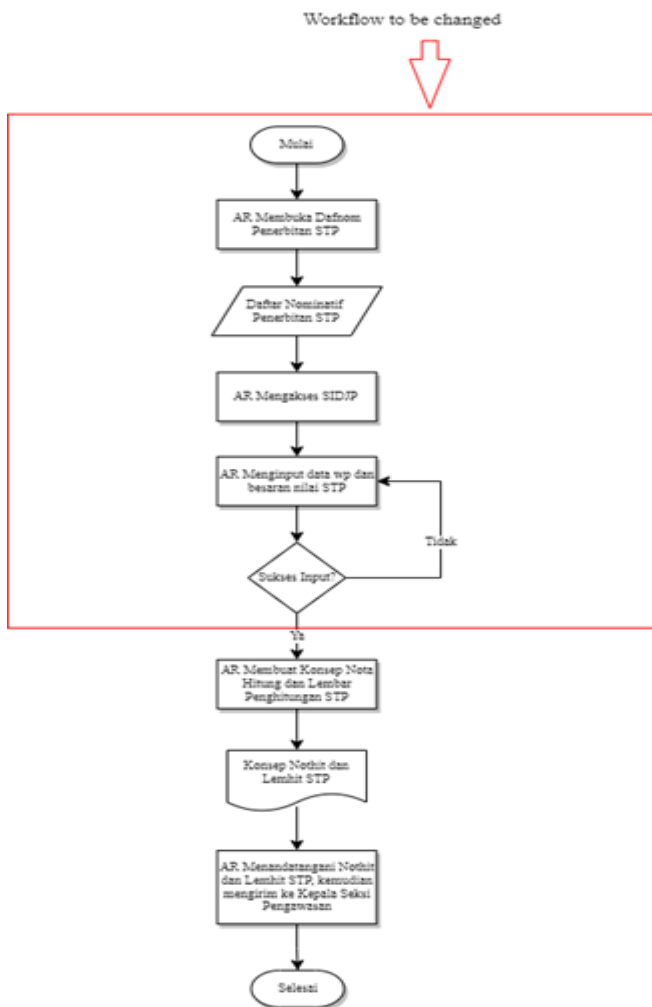 Workflow to be changed
Mulai
AR Membuka Dafnom
Penerbitan STP
Daftar Nominatif
Penerbitan STP
AR Mengakses SIDJP
AR Menginput data wp dan
besaran nilai STP
Tidak
Sukses Input?
Ya
AR Membuat Konsep Nota
Hitung dan Lembar
Penghitungan STP
Konsep Nothit dan
Lemhit STP
AR Menandatangani Nothit
dan Lemhit STP, kemudian
mengirim ke Kepala Seksi
Pengawasan
Selesai